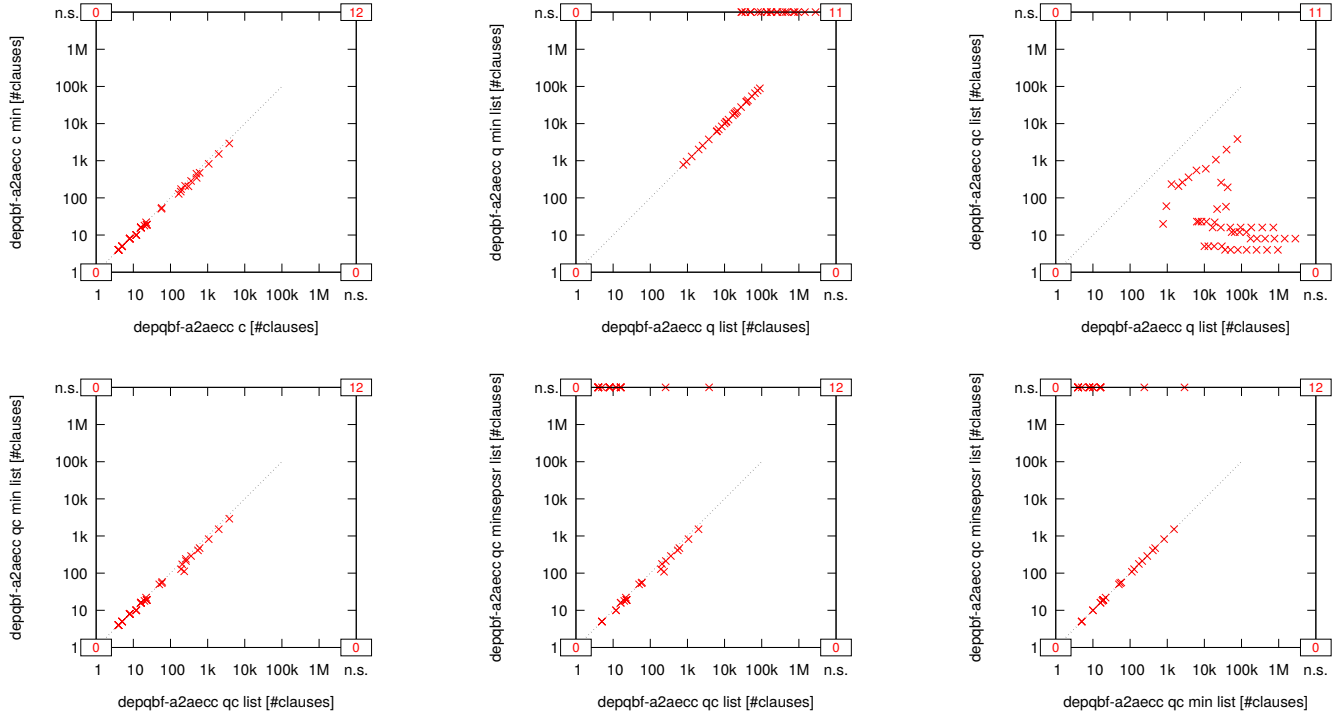 n.s. 0 12
1M
100k
10k
1k
100
10
1 0 0
1 10 100 1k 10k 100k 1M n.s.
depqbf-a2aecc c [#clauses]
depqbf-a2aecc c min [#clauses]
n.s. 0 11
1M
100k
10k
1k
100
10
1 0 0
1 10 100 1k 10k 100k 1M n.s.
depqbf-a2aecc q list [#clauses]
depqbf-a2aecc q min list [#clauses]
n.s. 0 11
1M
100k
10k
1k
100
10
1 0 0
1 10 100 1k 10k 100k 1M n.s.
depqbf-a2aecc q list [#clauses]
depqbf-a2aecc qc list [#clauses]
n.s. 0 12
1M
100k
10k
1k
100
10
1 0 0
1 10 100 1k 10k 100k 1M n.s.
depqbf-a2aecc qc list [#clauses]
depqbf-a2aecc qc min list [#clauses]
n.s. 0 12
1M
100k
10k
1k
100
10
1 0 0
1 10 100 1k 10k 100k 1M n.s.
depqbf-a2aecc qc list [#clauses]
depqbf-a2aecc qc minsepcsr list [#clauses]
n.s. 0 12
1M
100k
10k
1k
100
10
1 0 0
1 10 100 1k 10k 100k 1M n.s.
depqbf-a2aecc qc min list [#clauses]
depqbf-a2aecc qc minsepcsr list [#clauses]